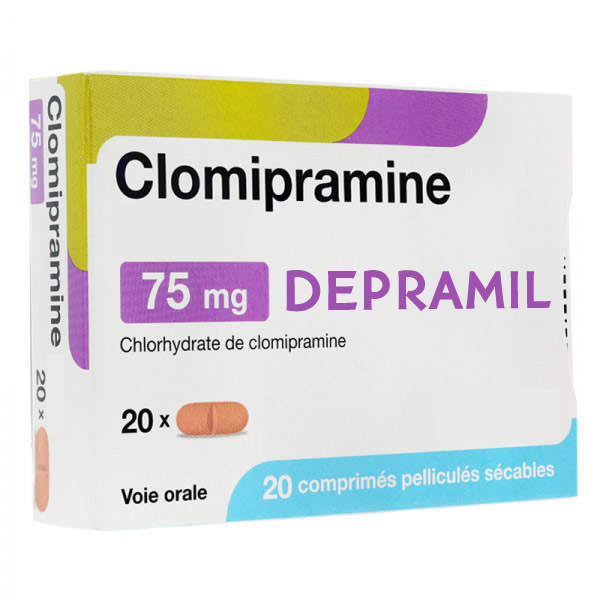 Clomipramine
75 mg DEPRAMIL
Chlorhydrate de clomipramine
20 x
Voie orale
20 comprimés pelliculés sécables
75 mg
Clomipramine
20 x